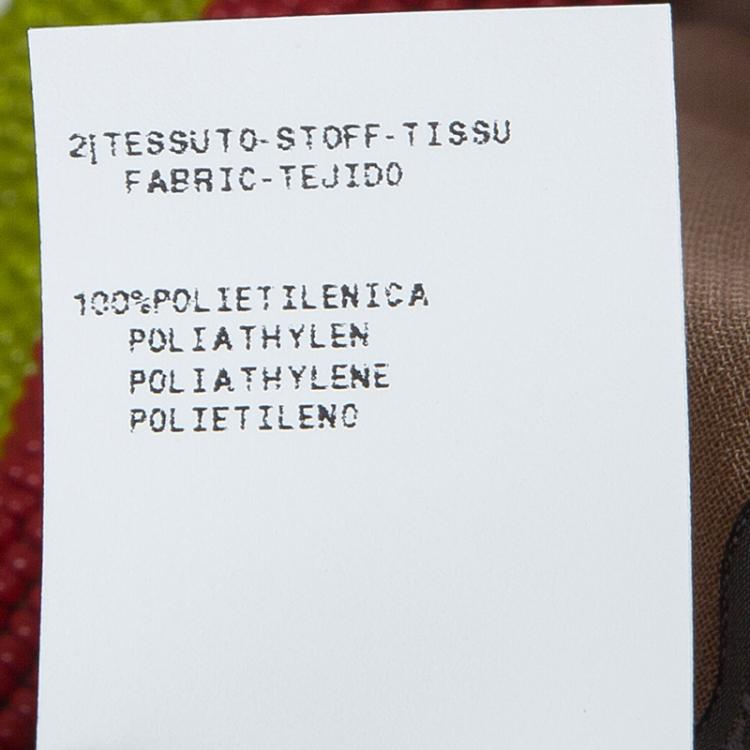 2|TESSUTO-STOFF-TISSU
FABRIC-TEJIDO
100%POLIETILENICA
POLIATHYLEN
POLIATHYLENE
POLIETILENO